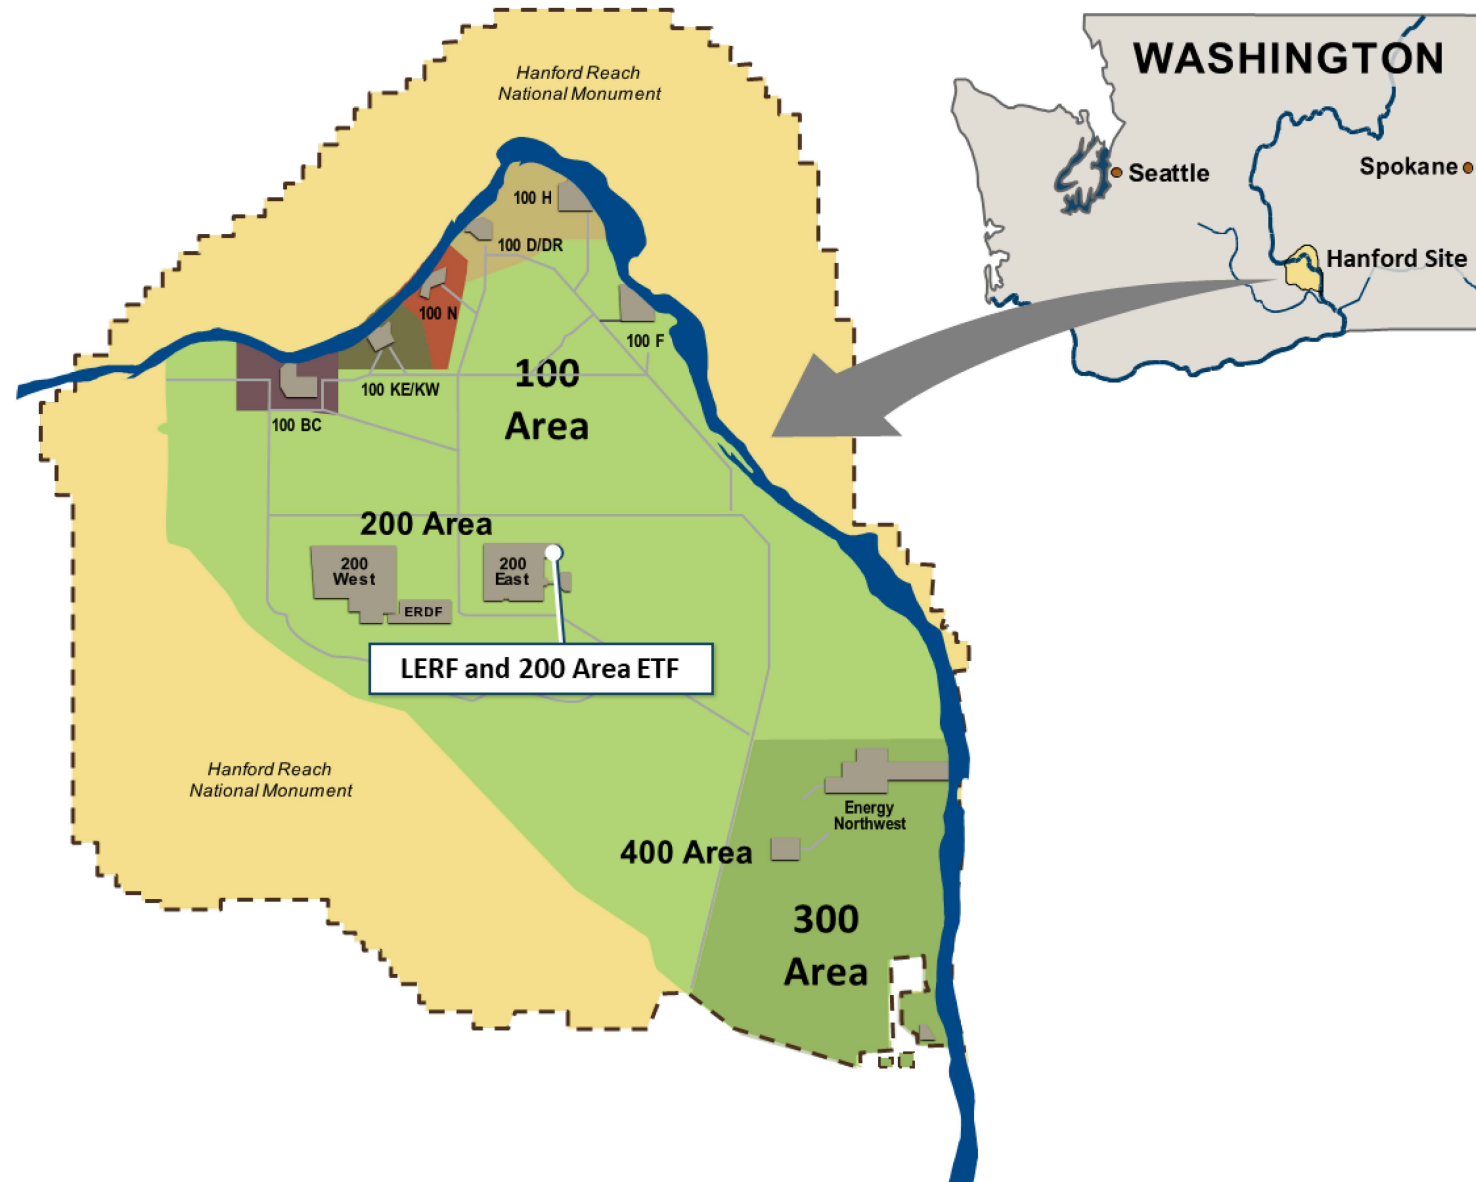 Hanford Reach
National Monument
WASHINGTON
Seattle
Spokane
Hanford Site
100 H
100 D/DR
100 N
100 F
100 KE/KW
100 BC
100
Area
200 Area
200
West
200
East
ERDF
LERF and 200 Area ETF
Hanford Reach
National Monument
Energy
Northwest
400 Area
300
Area